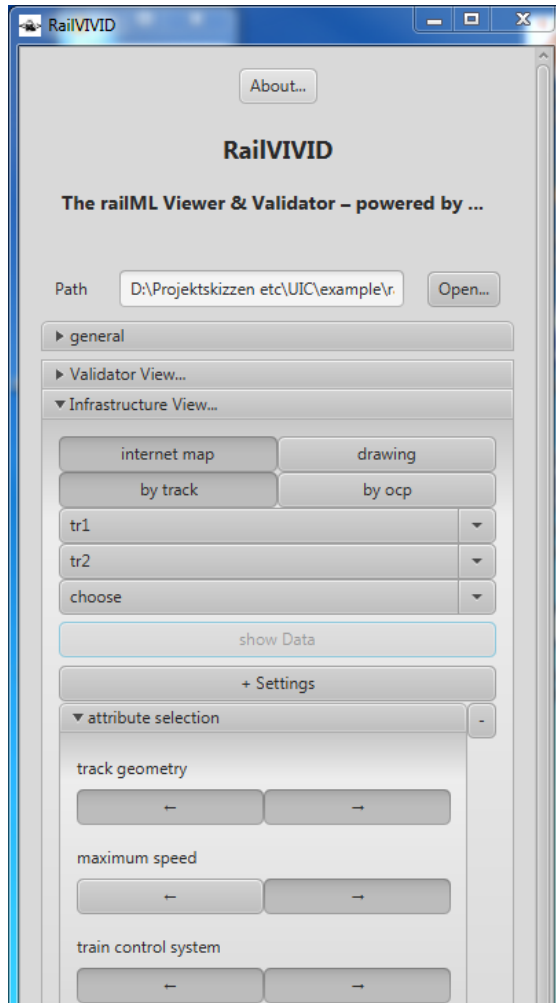 RailVIVID
About...
RailVIVID
The railML Viewer & Validator – powered by ...
Path D:\Projektskizzen etc\UIC\example\r Open...
general
Validator View...
Infrastructure View...
internet map drawing
by track by ocp
tr1
tr2
choose
show Data
+ Settings
attribute selection -
track geometry
← →
maximum speed
← →
train control system
← →